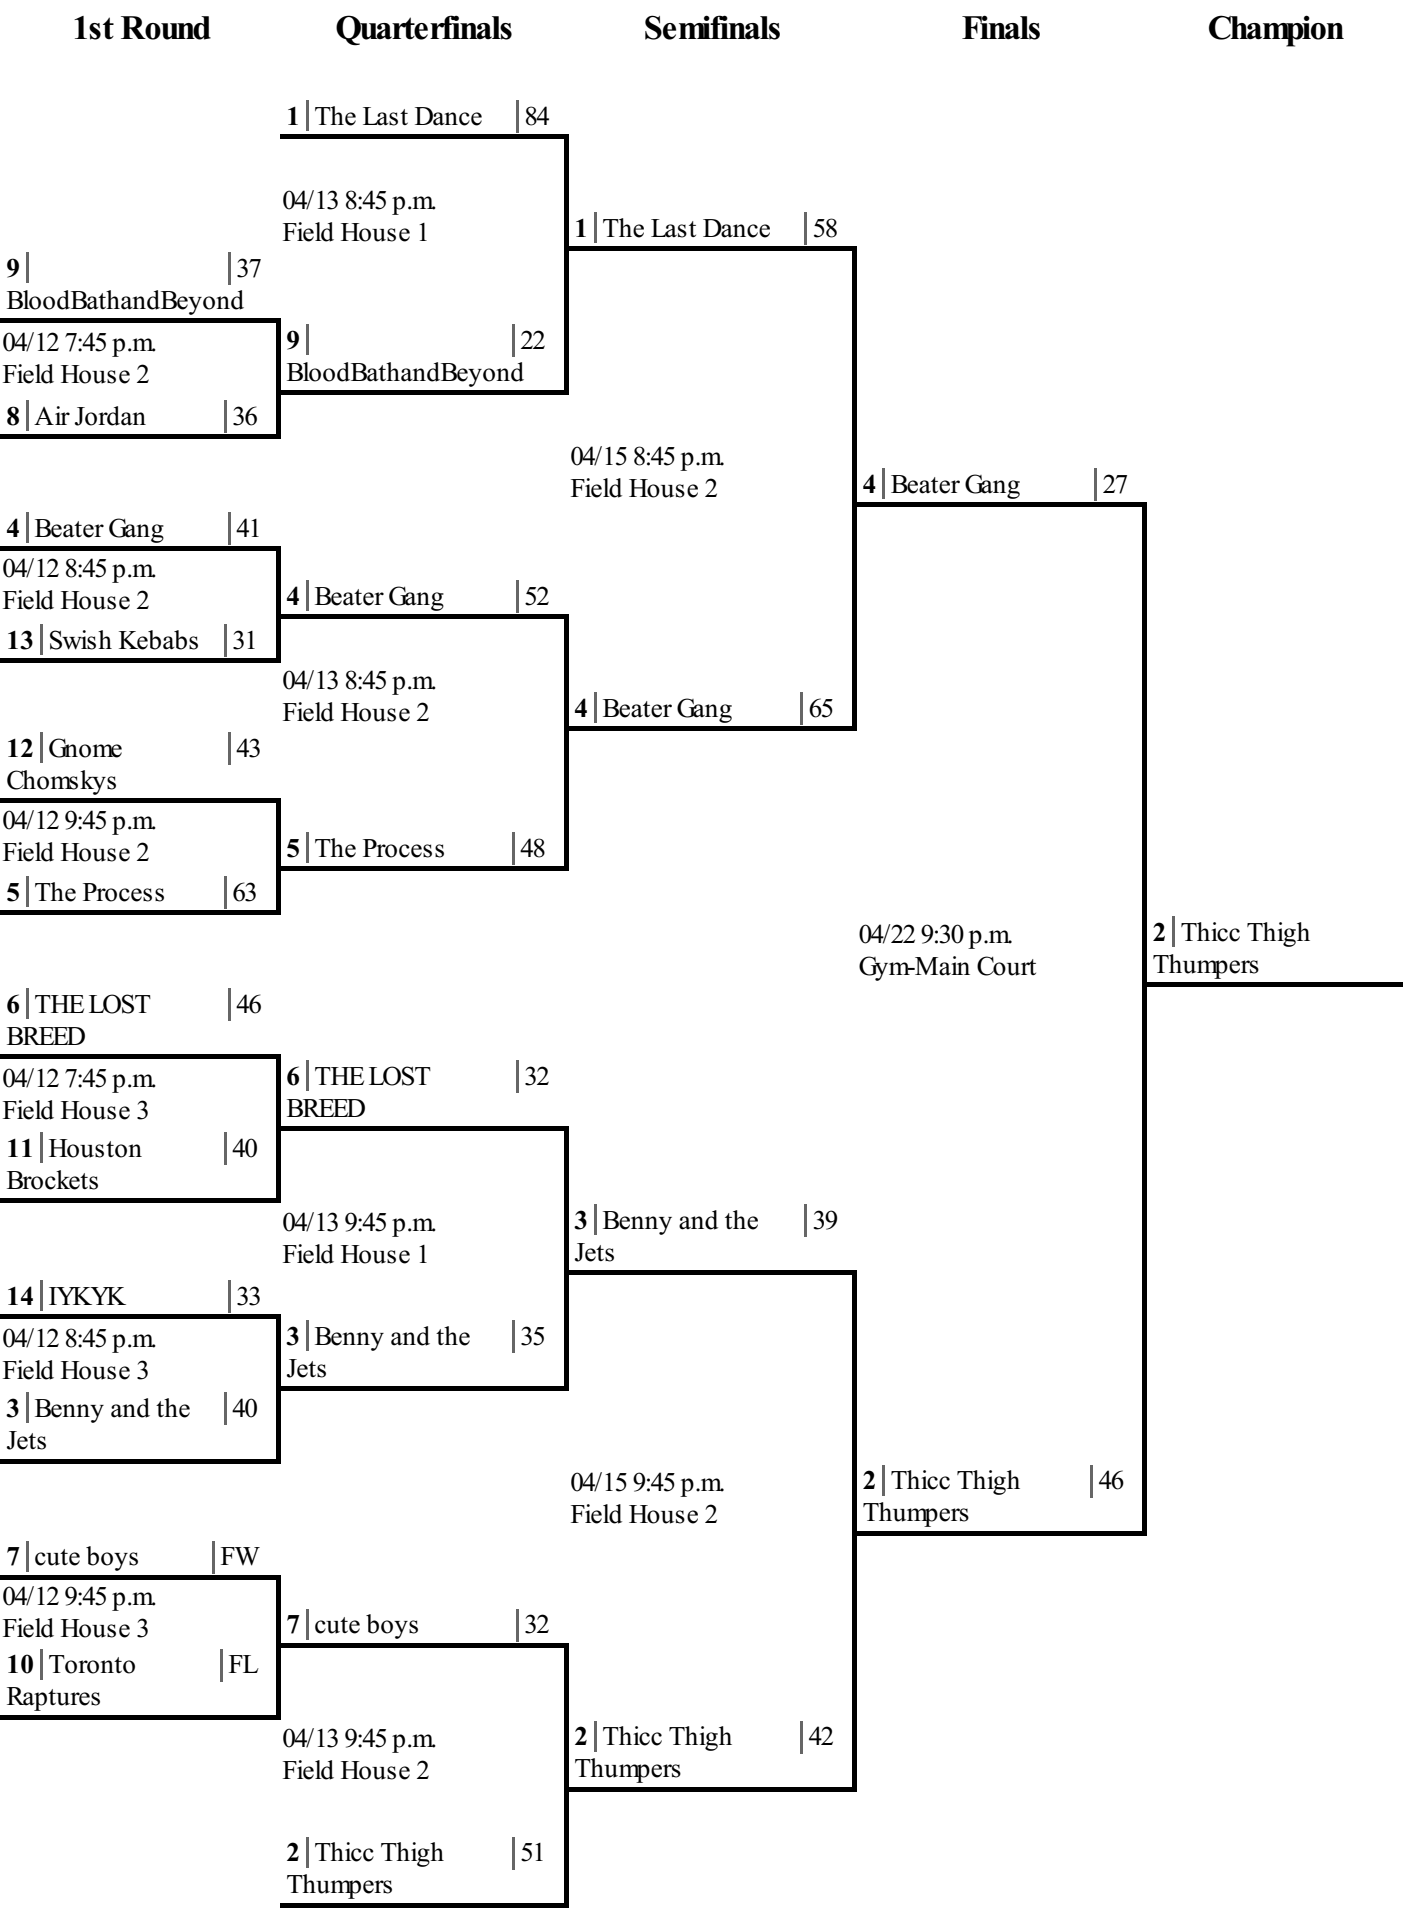 1st Round Quarterfinals Semifinals Finals Champion
1 | The Last Dance | 84
04/13 8:45 p.m.
Field House 1
1 | The Last Dance | 58
9 | | 37
BloodBathandBeyond
04/12 7:45 p.m.
Field House 2
9 | | 22
BloodBathandBeyond
8 | Air Jordan | 36
04/15 8:45 p.m.
Field House 2
4 | Beater Gang | 27
4 | Beater Gang | 41
04/12 8:45 p.m.
Field House 2
4 | Beater Gang | 52
13 | Swish Kebabs | 31
04/13 8:45 p.m.
Field House 2
4 | Beater Gang | 65
12 | Gnome | 43
Chomskys
04/12 9:45 p.m.
Field House 2
5 | The Process | 48
5 | The Process | 63
04/22 9:30 p.m.
Gym-Main Court
2 | Thicc Thigh
Thumpers
6 | THE LOST | 46
BREED
04/12 7:45 p.m.
Field House 3
6 | THE LOST | 32
BREED
11 | Houston | 40
Brockets
04/13 9:45 p.m.
Field House 1
3 | Benny and the | 39
Jets
14 | IYKYK | 33
04/12 8:45 p.m.
Field House 3
3 | Benny and the | 35
Jets
3 | Benny and the | 40
Jets
04/15 9:45 p.m.
Field House 2
2 | Thicc Thigh | 46
Thumpers
7 | cute boys | FW
04/12 9:45 p.m.
Field House 3
7 | cute boys | 32
10 | Toronto | FL
Raptures
04/13 9:45 p.m.
Field House 2
2 | Thicc Thigh | 42
Thumpers
2 | Thicc Thigh | 51
Thumpers